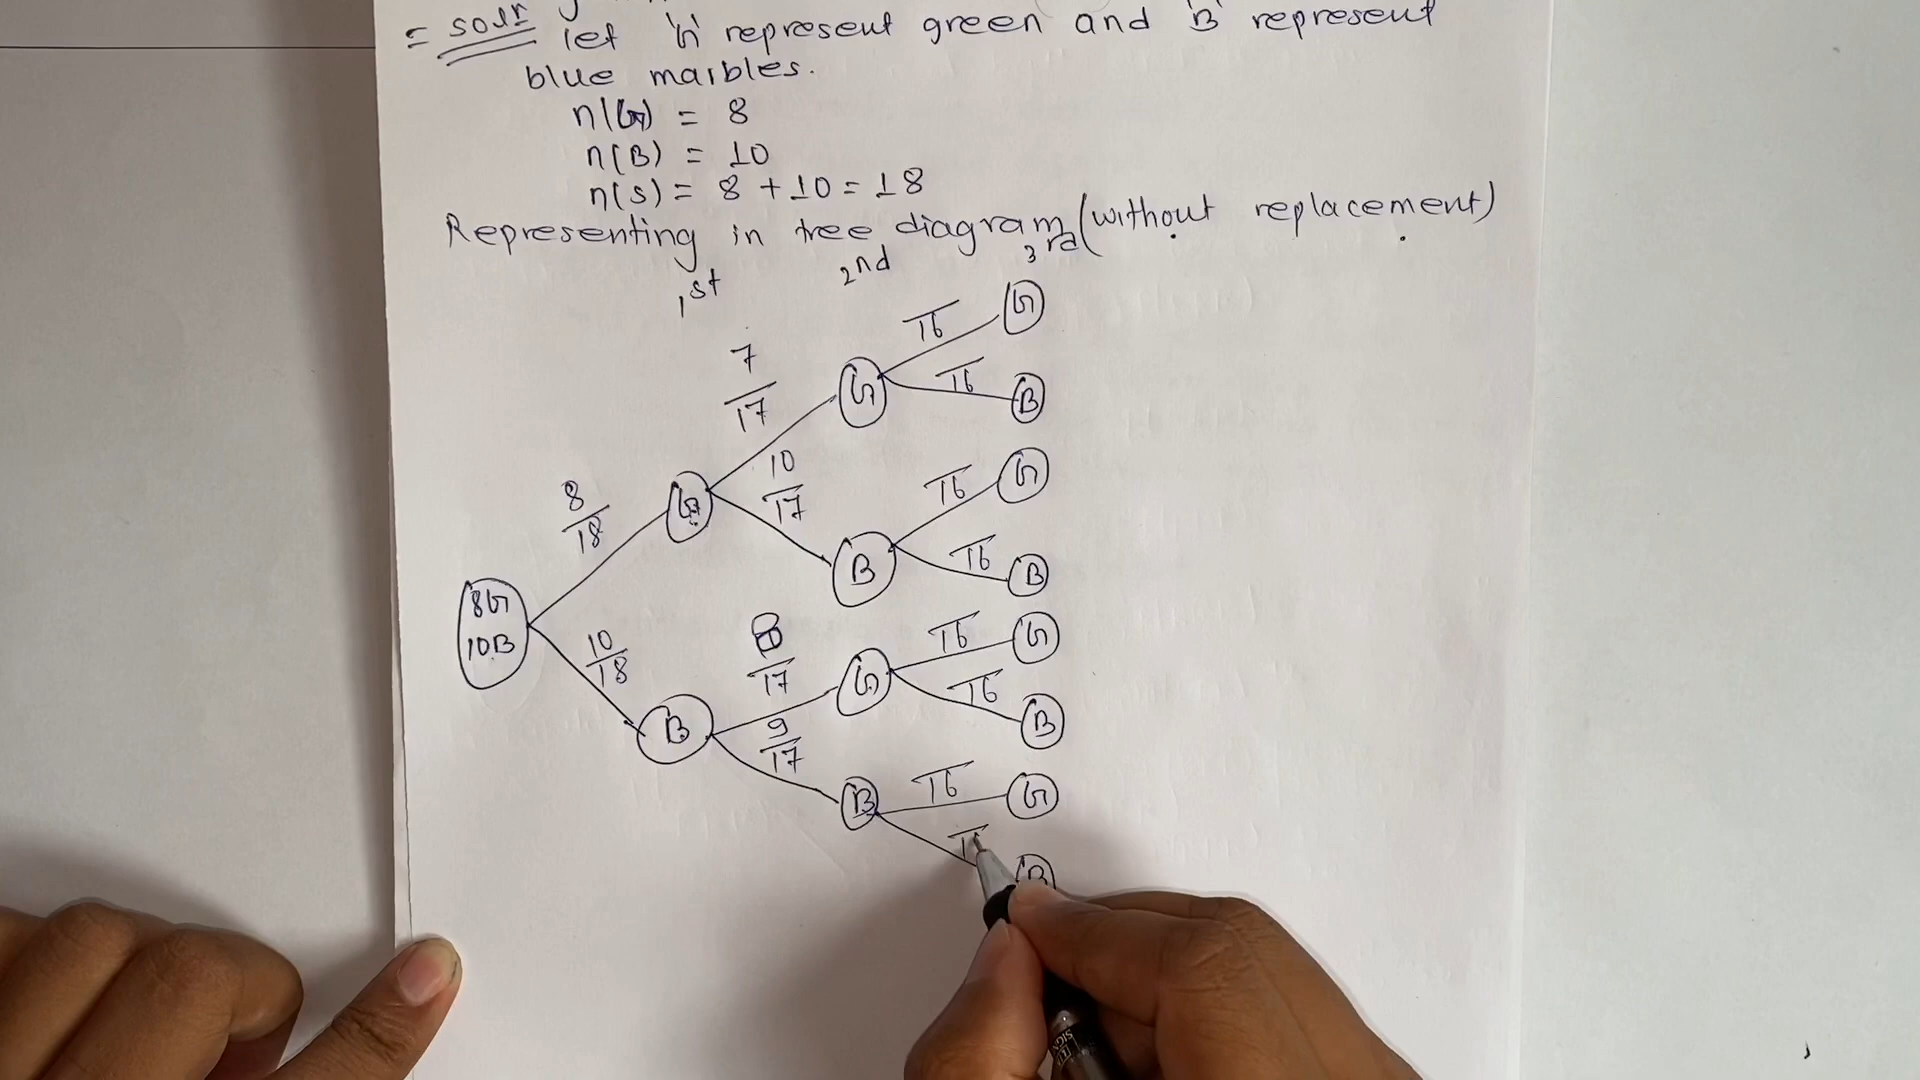 = soln let 'G' represent green and 'B' represent
blue marbles.
n(G) = 8
n(B) = 10
n(s) = 8 + 10 = 18
Representing in tree diagram (without replacement)
1st 2nd 3rd
G
16
7
17
G
16
B
10
17
16
G
8
18
G
B
16
B
8G
10B
10
18
8
17
G
16
G
16
B
B
9
17
B
16
G
B